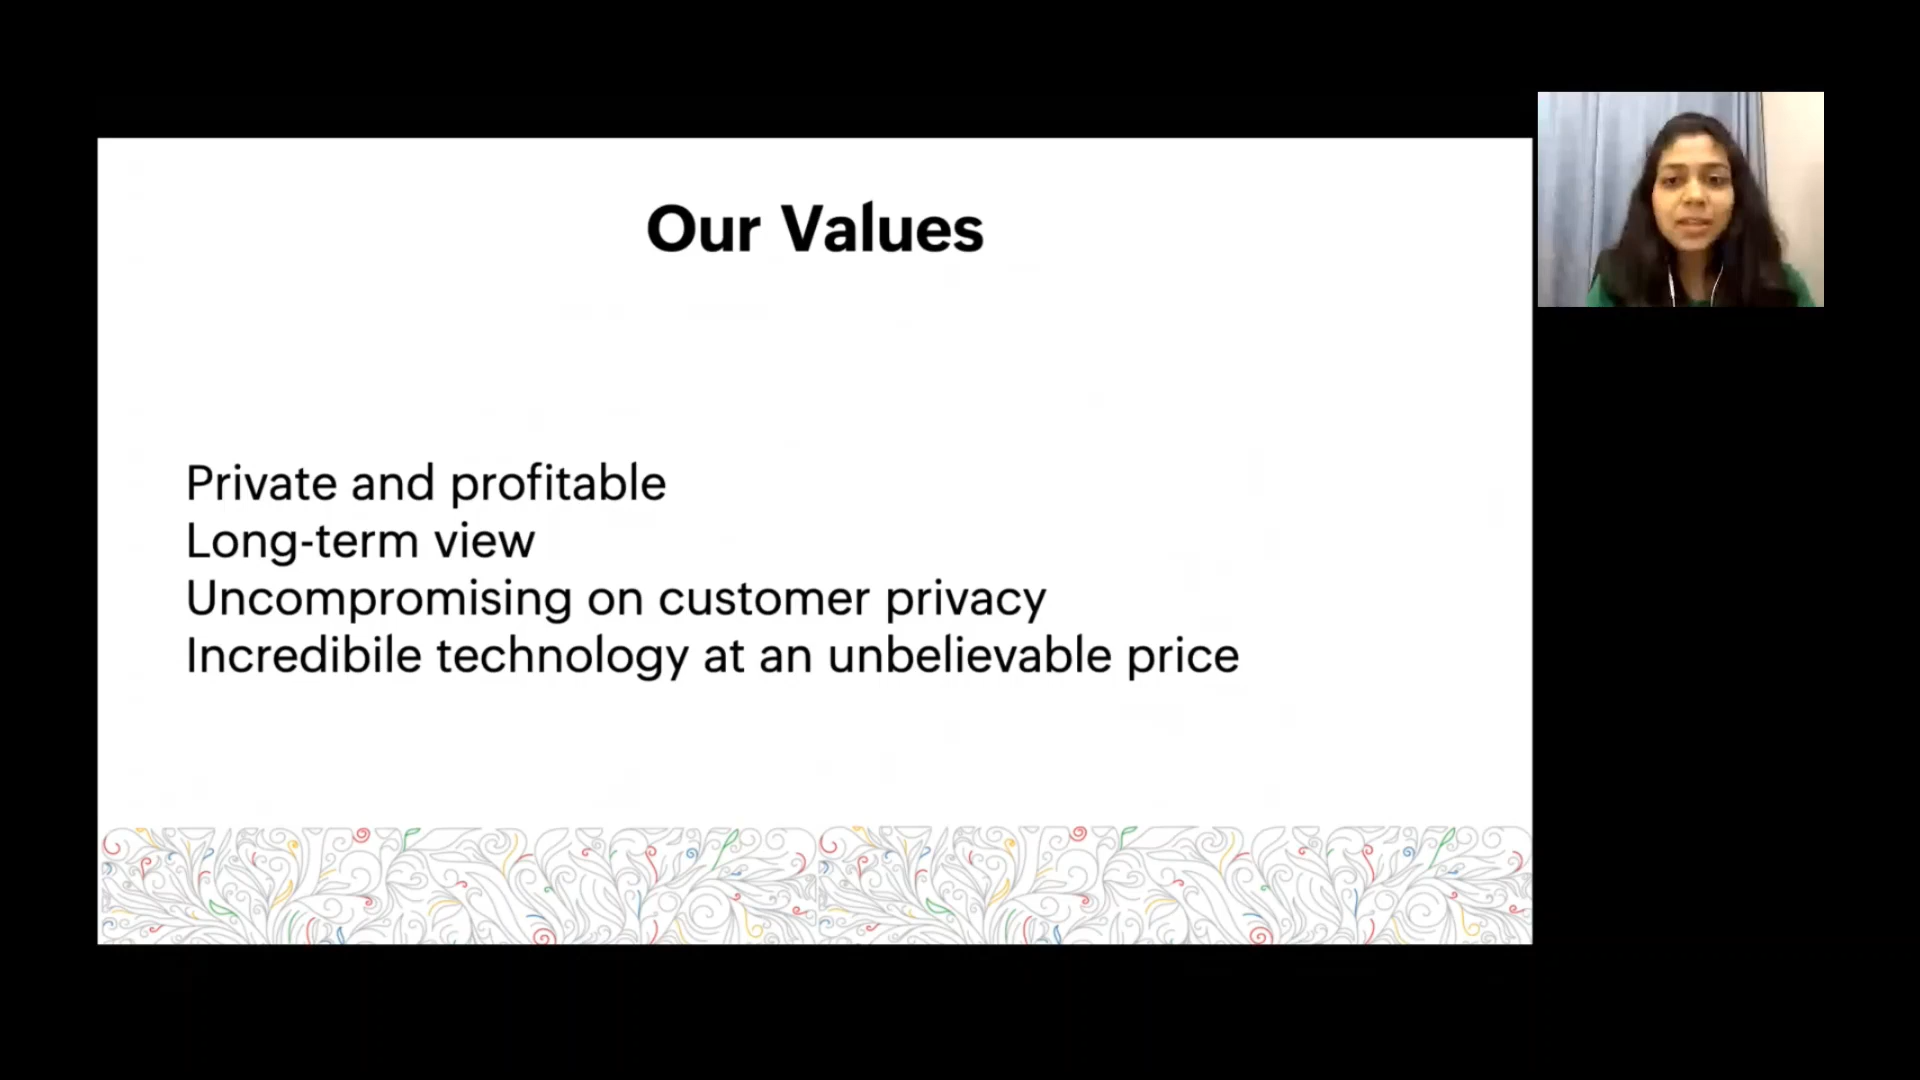 Our Values
Private and profitable
Long-term view
Uncompromising on customer privacy
Incredibile technology at an unbelievable price